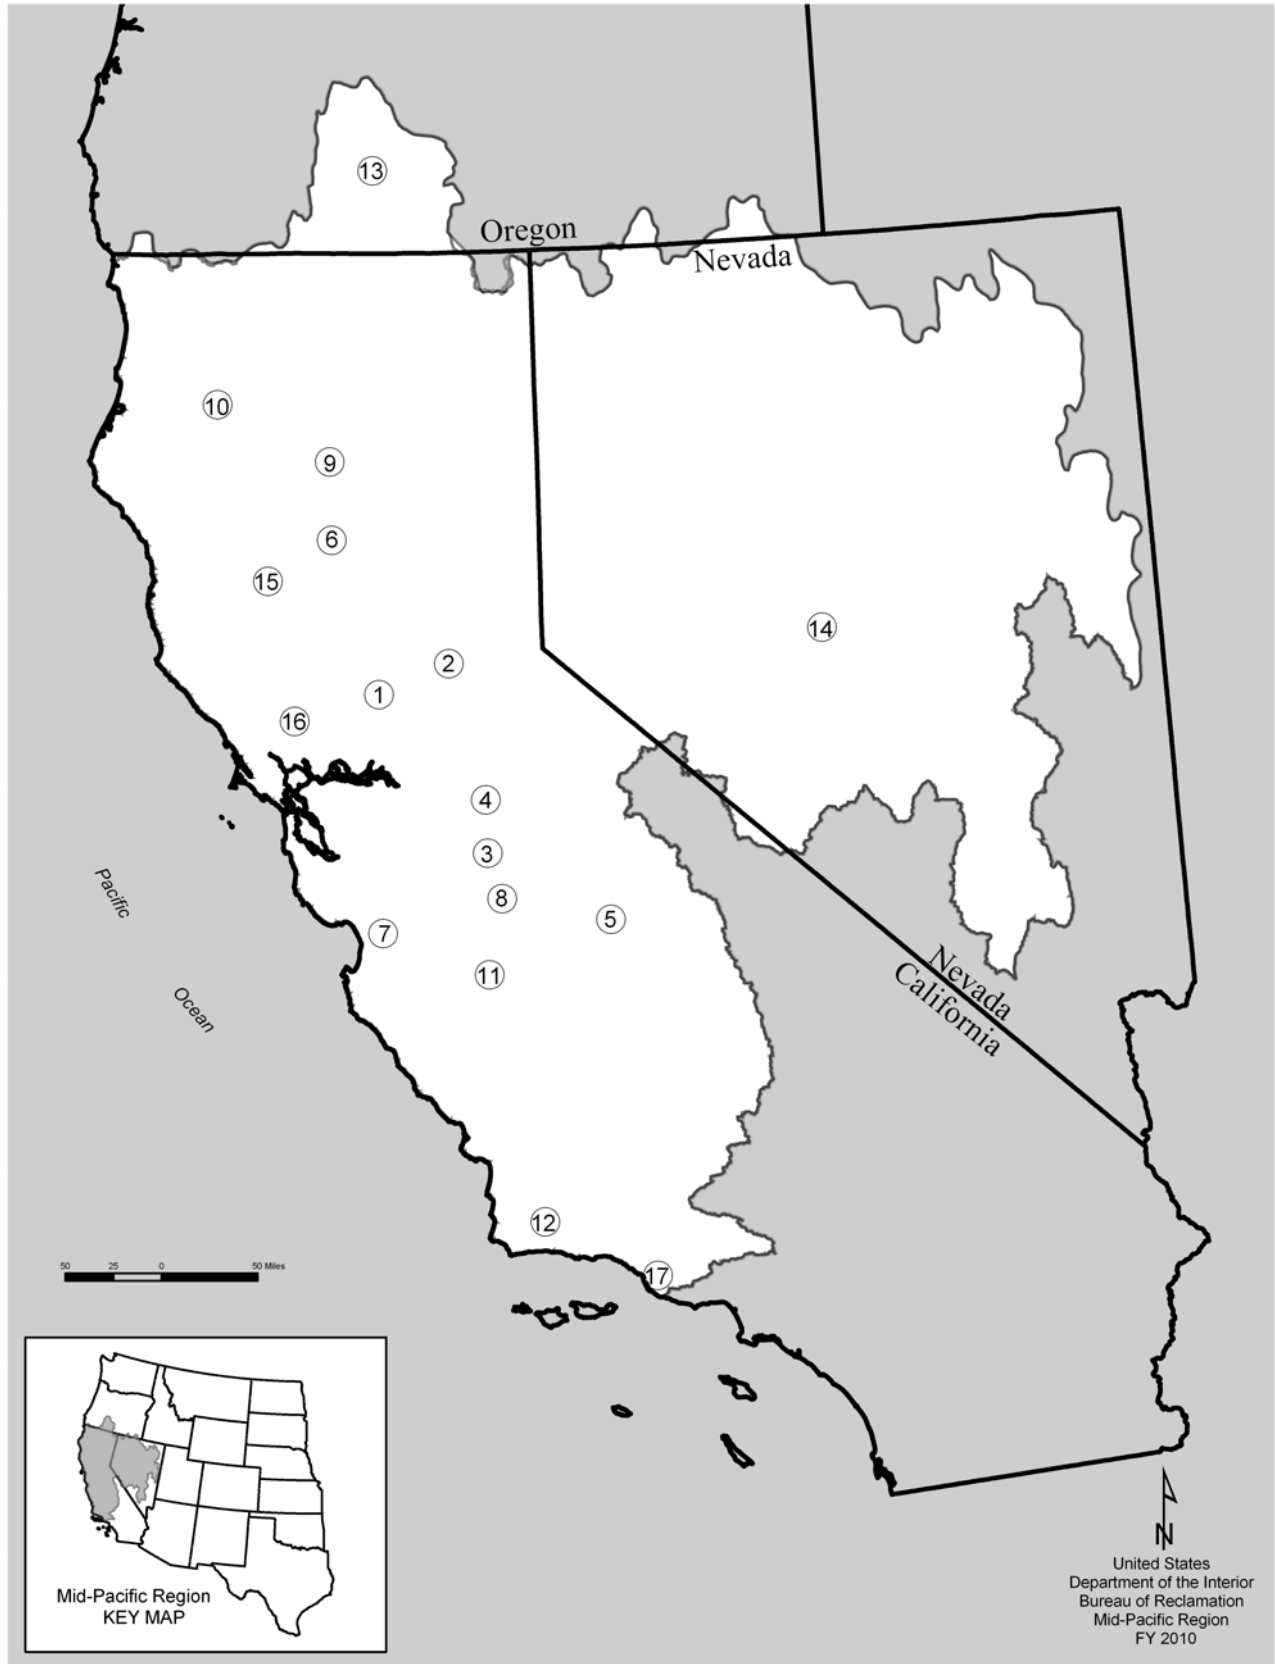 13
Oregon
Nevada
10
9
6
15
14
2
1
16
4
3
8
5
7
11
Pacific
Ocean
Nevada
California
12
17
50 25 0 50 Miles
Mid-Pacific Region
KEY MAP
N
United States
Department of the Interior
Bureau of Reclamation
Mid-Pacific Region
FY 2010